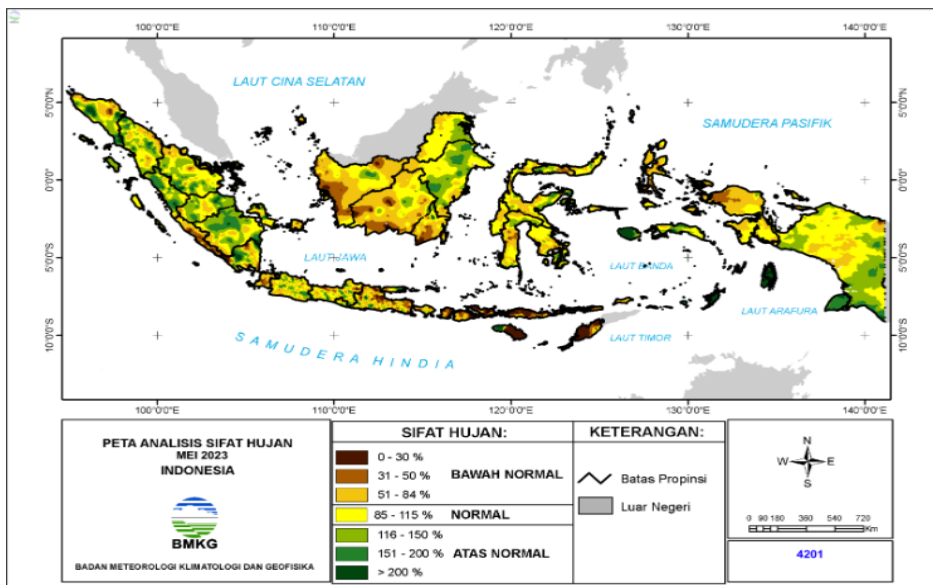 100°0'0"E 110°0'0"E 120°0'0"E 130°0'0"E 140°0'0"E
LAUT CINA SELATAN
SAMUDERA PASIFIK
5°0'0"N 5°0'0"N
0°0'0" 0°0'0"
LAUT JAWA
LAUT BANDA
5°0'0"S 5°0'0"S
LAUT ARAFURA
LAUT TIMOR
10°0'0"S 10°0'0"S
SAMUDERA HINDIA
100°0'0"E 110°0'0"E 120°0'0"E 130°0'0"E 140°0'0"E
PETA ANALISIS SIFAT HUJAN
MEI 2023
INDONESIA
BMKG
BADAN METEOROLOGI KLIMATOLOGI DAN GEOFISIKA
SIFAT HUJAN:
0 - 30 %
31 - 50 % BAWAH NORMAL
51 - 84 %
85 - 115 % NORMAL
116 - 150 %
151 - 200 % ATAS NORMAL
> 200 %
KETERANGAN:
Batas Propinsi
Luar Negeri
N
W E
S
0 90 180 360 540 720
Km
4201